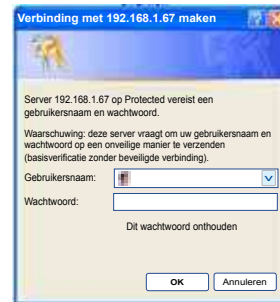 Verbinding met 192.168.1.67 maken
Server 192.168.1.67 op Protected vereist een
gebruikersnaam en wachtwoord.
Waarschuwing: deze server vraagt om uw gebruikersnaam en
wachtwoord op een onveilige manier te verzenden
(basisverificatie zonder beveiligde verbinding).
Gebruikersnaam:
Wachtwoord:
Dit wachtwoord onthouden
OK
Annuleren